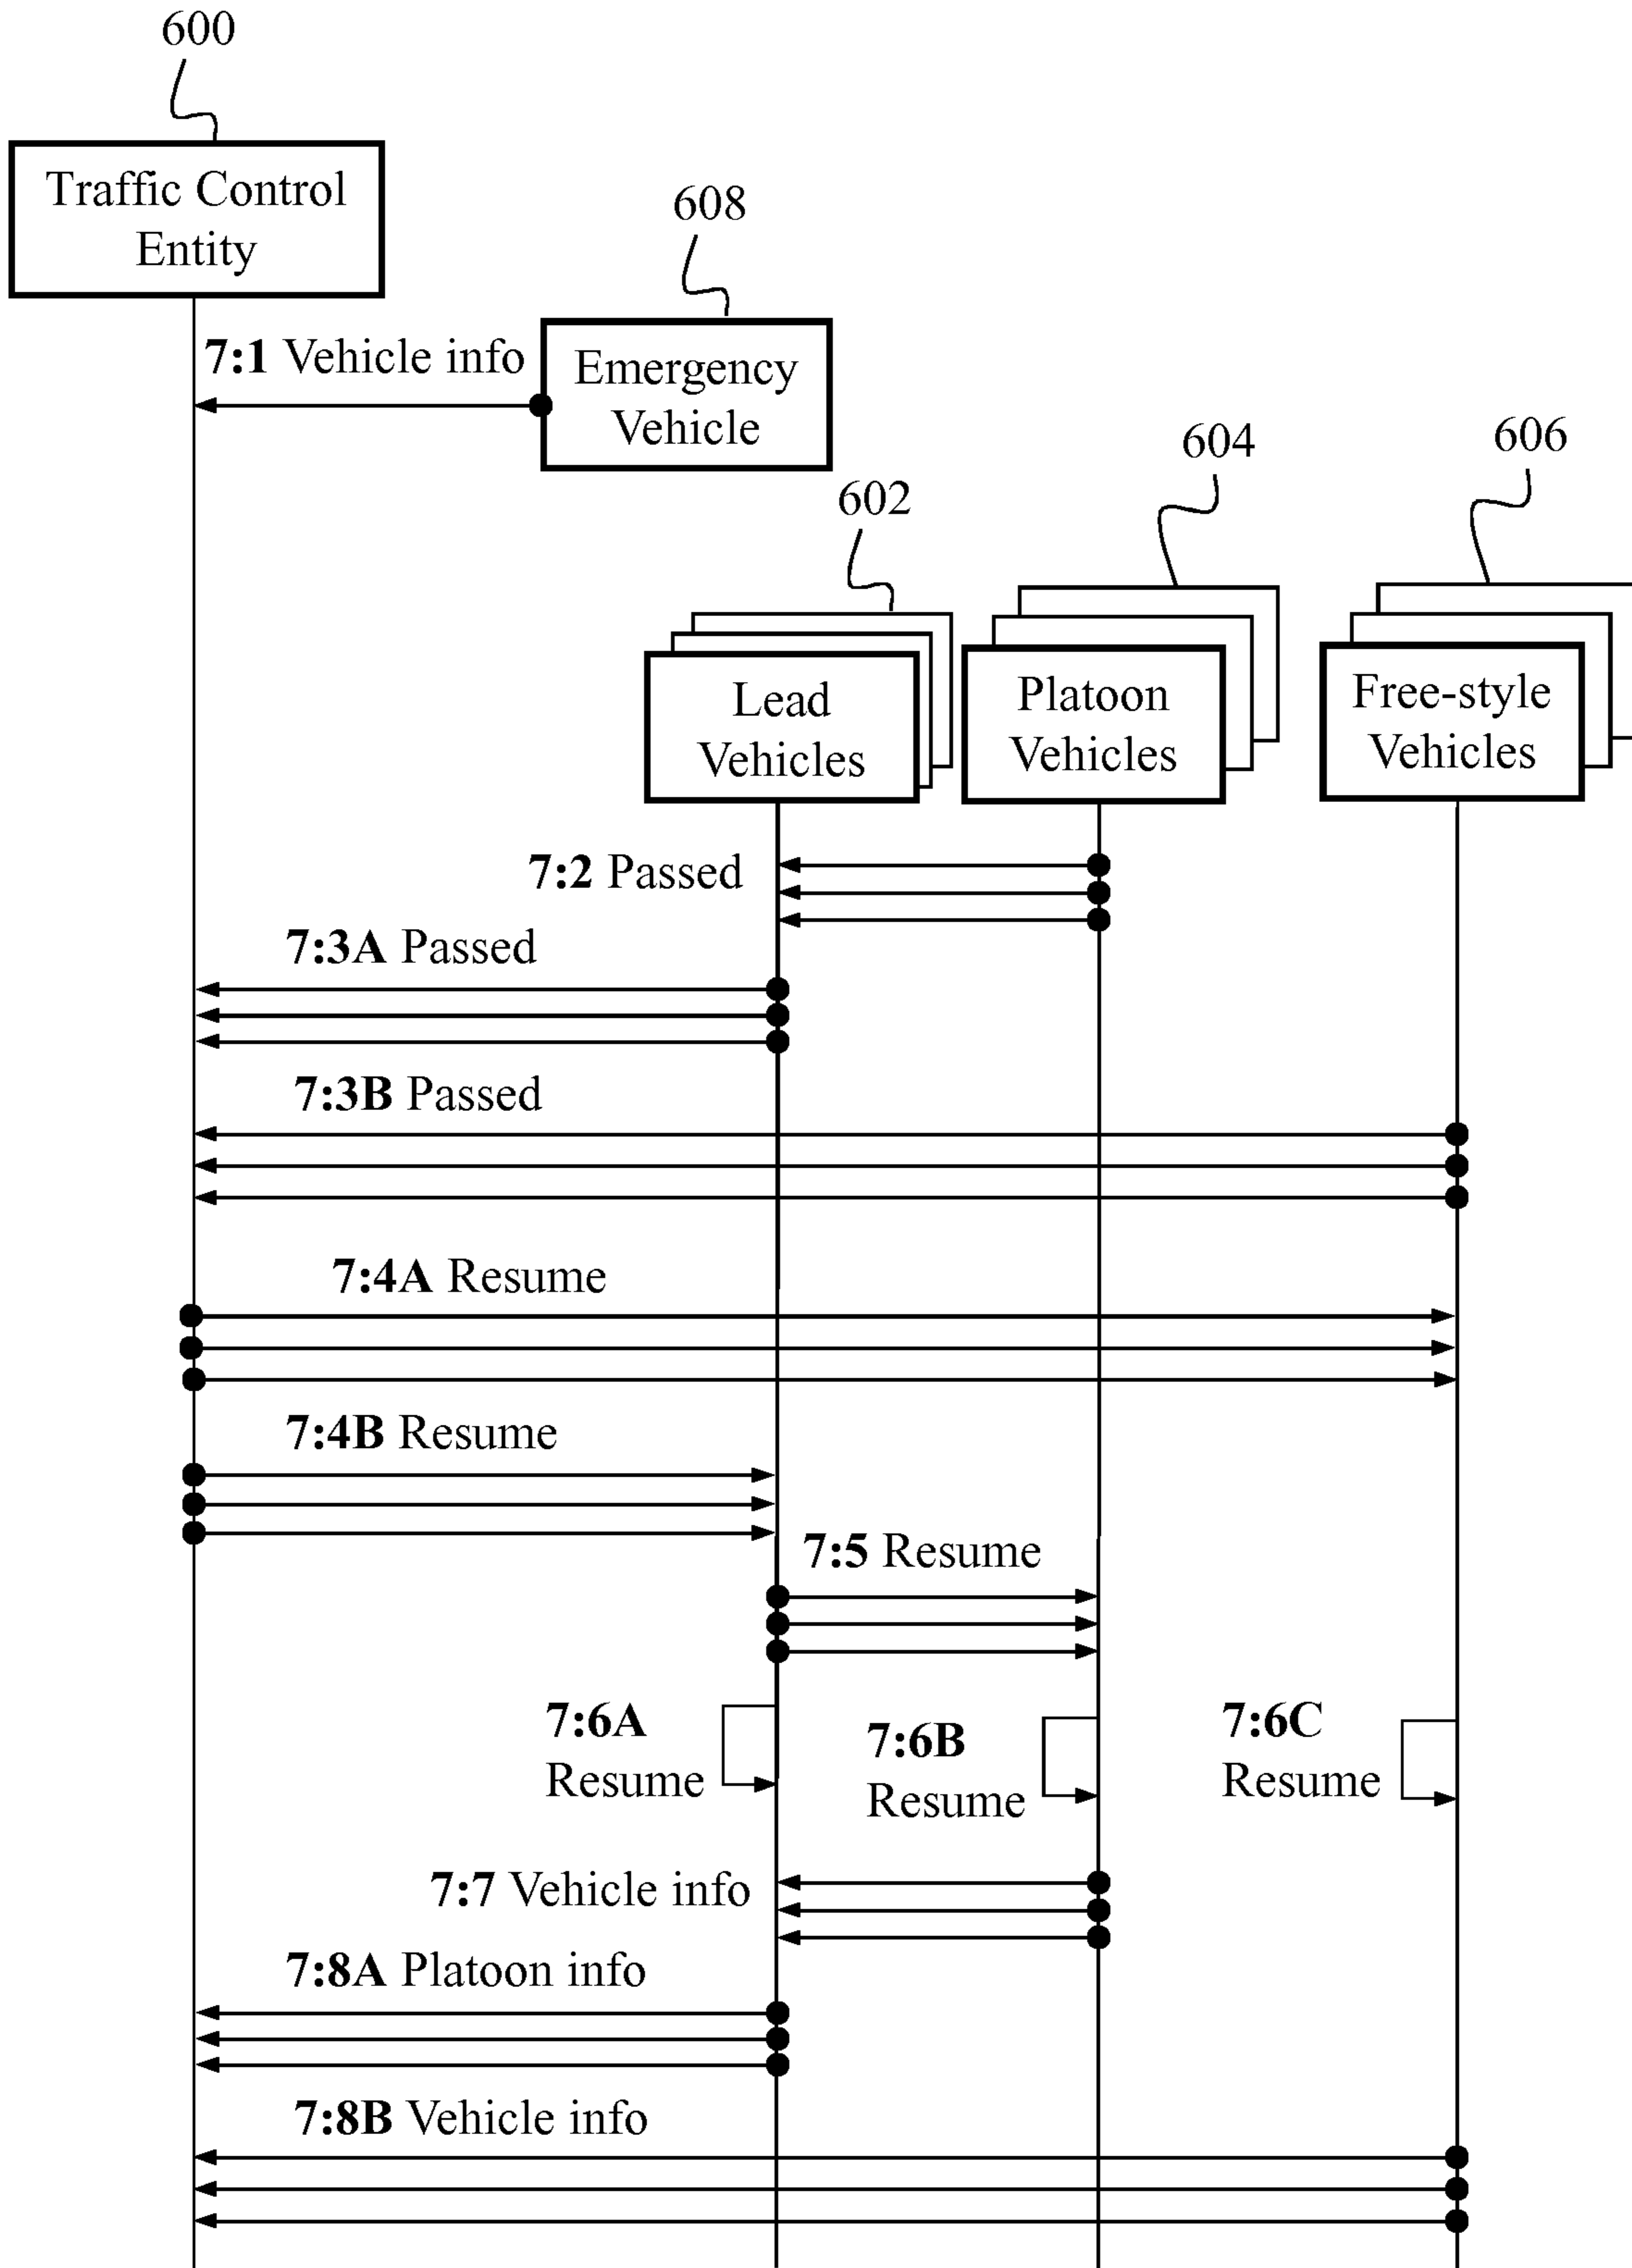 600
Traffic Control
Entity
608
7:1 Vehicle info
Emergency
Vehicle
604
606
602
Lead
Vehicles
Platoon
Vehicles
Free-style
Vehicles
7:2 Passed
7:3A Passed
7:3B Passed
7:4A Resume
7:4B Resume
7:5 Resume
7:6A
Resume
7:6B
Resume
7:6C
Resume
7:7 Vehicle info
7:8A Platoon info
7:8B Vehicle info